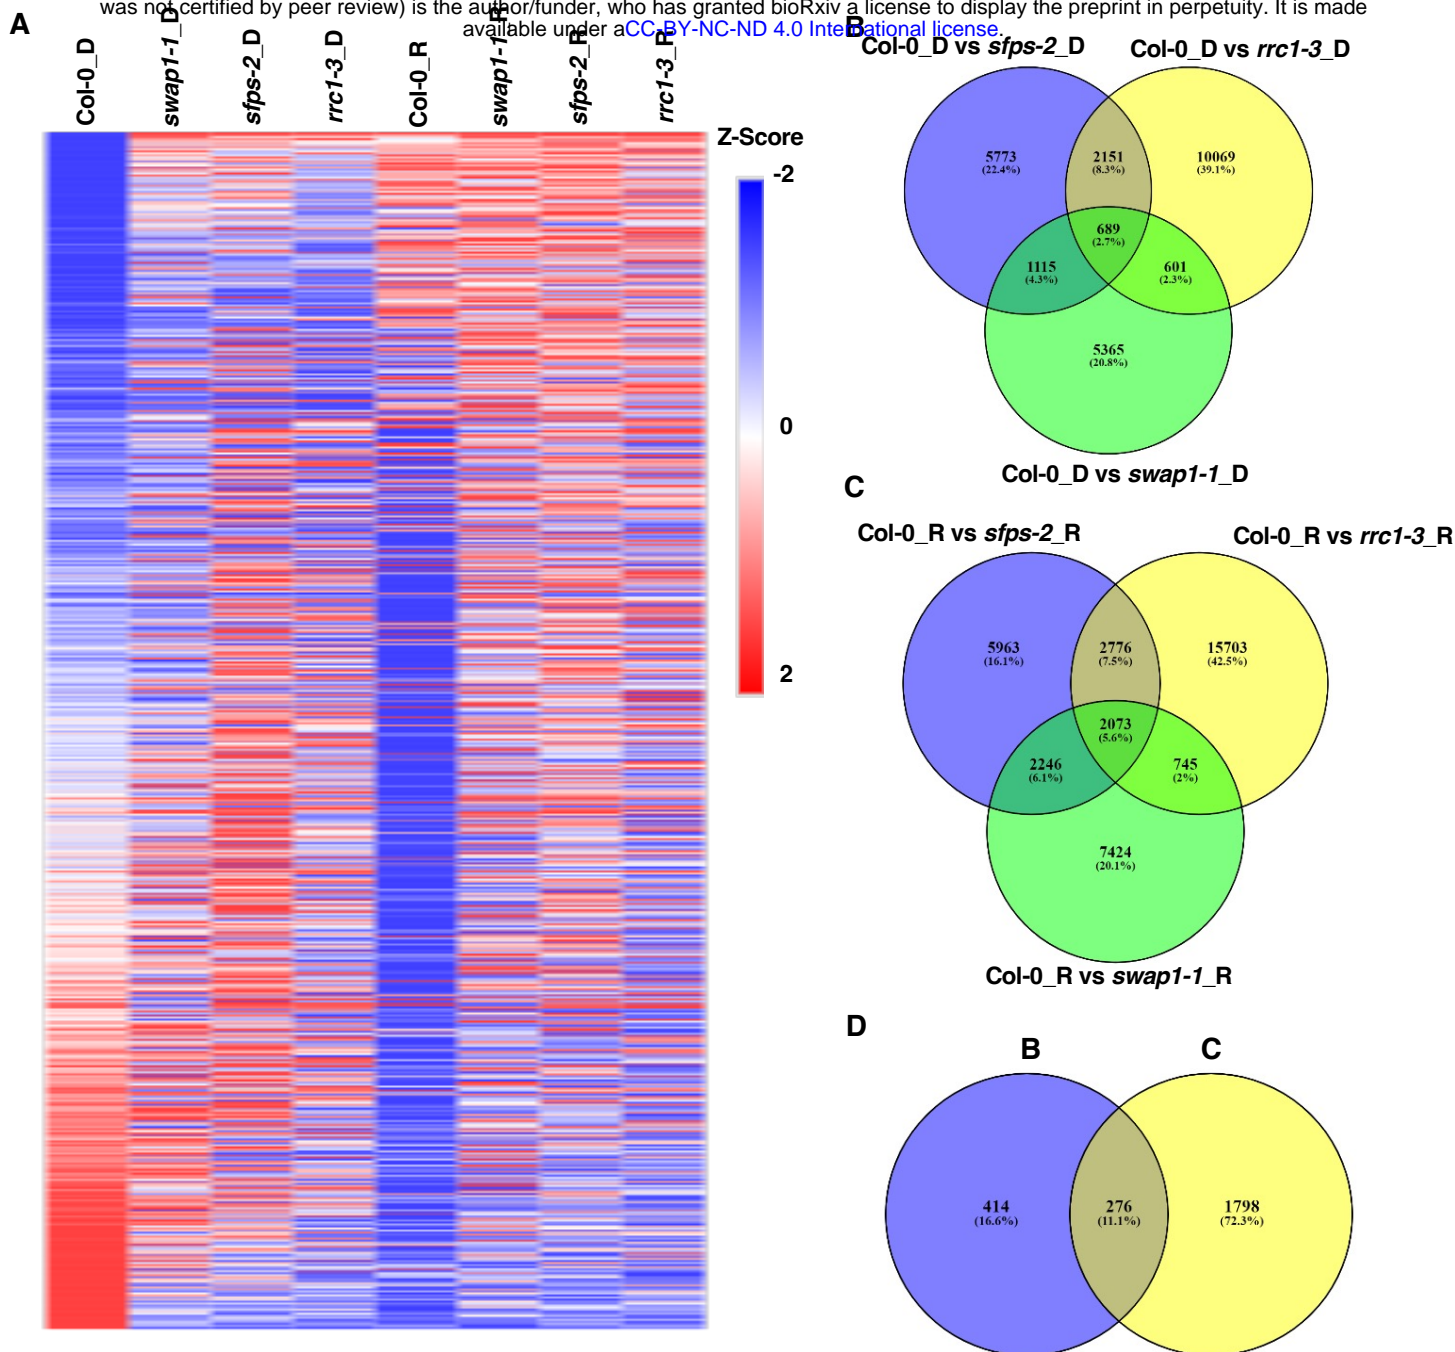 was not certified by peer review) is the author/funder, who has granted bioRxiv a license to display the preprint in perpetuity. It is made
available under aCC-BY-NC-ND 4.0 International license.
A
Col-0_D
swap1-1_D
sfps-2_D
rrc1-3_D
Col-0_R
swap1-1_R
sfps-2_R
rrc1-3_R
Z-Score
-2
0
2
B
Col-0_D vs sfps-2_D
Col-0_D vs rrc1-3_D
5773
(22.4%)
2151
(8.3%)
10069
(39.1%)
689
(2.7%)
1115
(4.3%)
601
(2.3%)
5365
(20.8%)
Col-0_D vs swap1-1_D
C
Col-0_R vs sfps-2_R
Col-0_R vs rrc1-3_R
5963
(16.1%)
2776
(7.5%)
15703
(42.5%)
2073
(5.6%)
2246
(6.1%)
745
(2%)
7424
(20.1%)
Col-0_R vs swap1-1_R
D
B
C
414
(16.6%)
276
(11.1%)
1798
(72.3%)